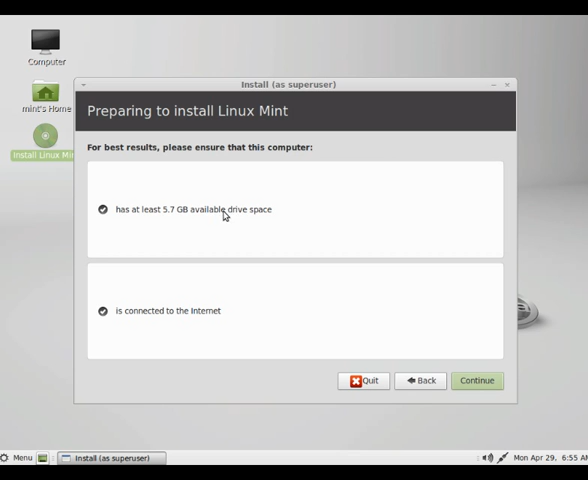 Computer
mint's Home
Install Linux Min
Install (as superuser)
Preparing to install Linux Mint
For best results, please ensure that this computer:
has at least 5.7 GB available drive space
is connected to the Internet
Quit
Back
Continue
Menu
Install (as superuser)
Mon Apr 29, 6:55 AM